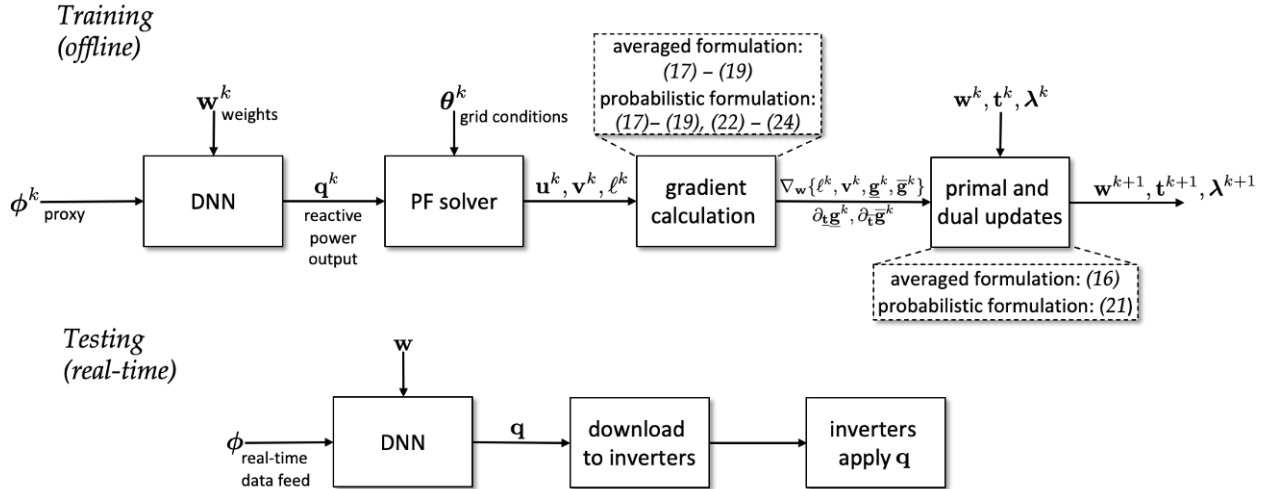 Training
(offline)
averaged formulation:
(17) – (19)
probabilistic formulation:
(17)– (19), (22) – (24)
𝐰^k
weights
𝛉^k
grid conditions
𝐰^k, 𝐭^k, 𝛌^k
ϕ^k
proxy
DNN
𝐪^k
reactive
power
output
PF solver
𝐮^k, 𝐯^k, ℓ^k
gradient
calculation
∇_𝐰{ℓ^k, 𝐯^k, 𝐠̲^k, 𝐠̅^k}
∂_𝐭̲ 𝐠̲^k, ∂_𝐭̅ 𝐠̅^k
primal and
dual updates
𝐰^{k+1}, 𝐭^{k+1}, 𝛌^{k+1}
averaged formulation: (16)
probabilistic formulation: (21)
Testing
(real-time)
𝐰
ϕ
real-time
data feed
DNN
𝐪
download
to inverters
inverters
apply 𝐪